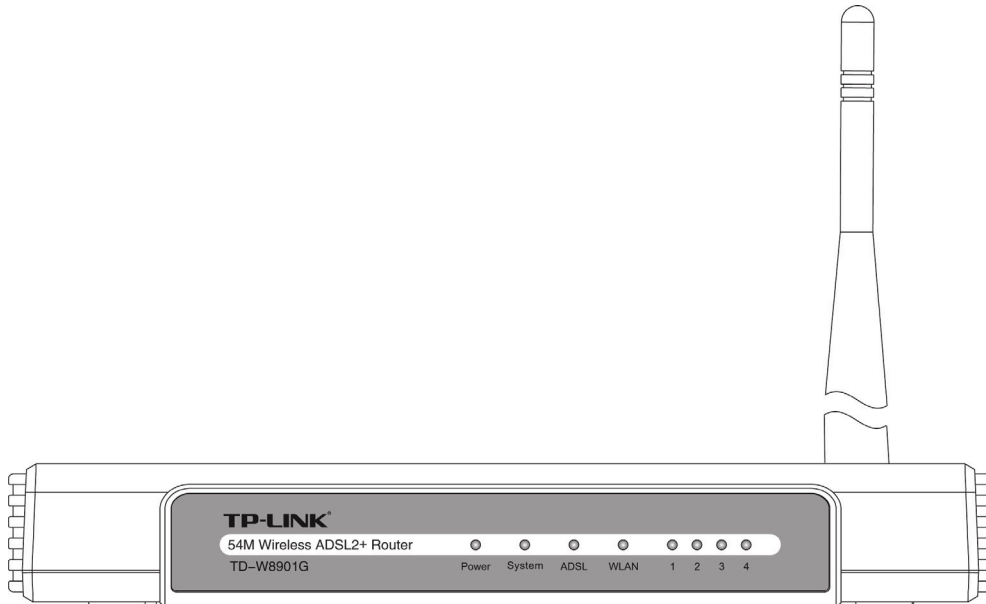 TP-LINK®
54M Wireless ADSL2+ Router
TD-W8901G
Power System ADSL WLAN 1 2 3 4